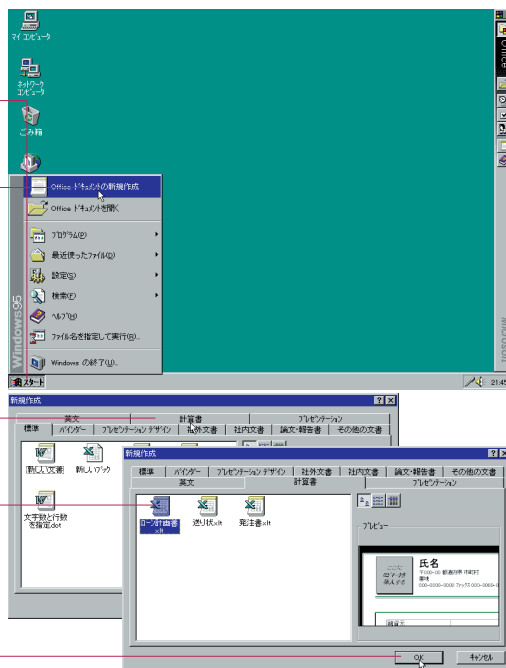 Office
マイ コンピュータ
ネットワーク
コンピュータ
ごみ箱
Office ドキュメントの新規作成
Office ドキュメントを開く
プログラム(P)
最近使ったファイル(D)
設定(S)
検索(F)
ヘルプ(H)
ファイル名を指定して実行(R)...
Windows の終了(U)...
Windows95
Microsoft
スタート
21:45
新規作成
英文 計算書 プレゼンテーション
標準 バインダー プレゼンテーション デザイン 社外文書 社内文書 論文・報告書 その他の文書
新しい文書 新しいブック
文字数と行数
を指定.dot
新規作成
標準 バインダー プレゼンテーション デザイン 社外文書 社内文書 論文・報告書 その他の文書
英文 計算書 プレゼンテーション
ローン計画書
.xlt
送り状.xlt 発注書.xlt
プレビュー
氏名
OK キャンセル